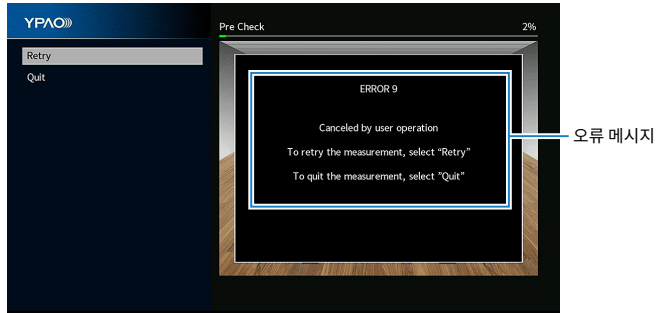 YPAO
Pre Check 2%
Retry
Quit
ERROR 9
Canceled by user operation
To retry the measurement, select “Retry”
To quit the measurement, select ”Quit”
오류 메시지